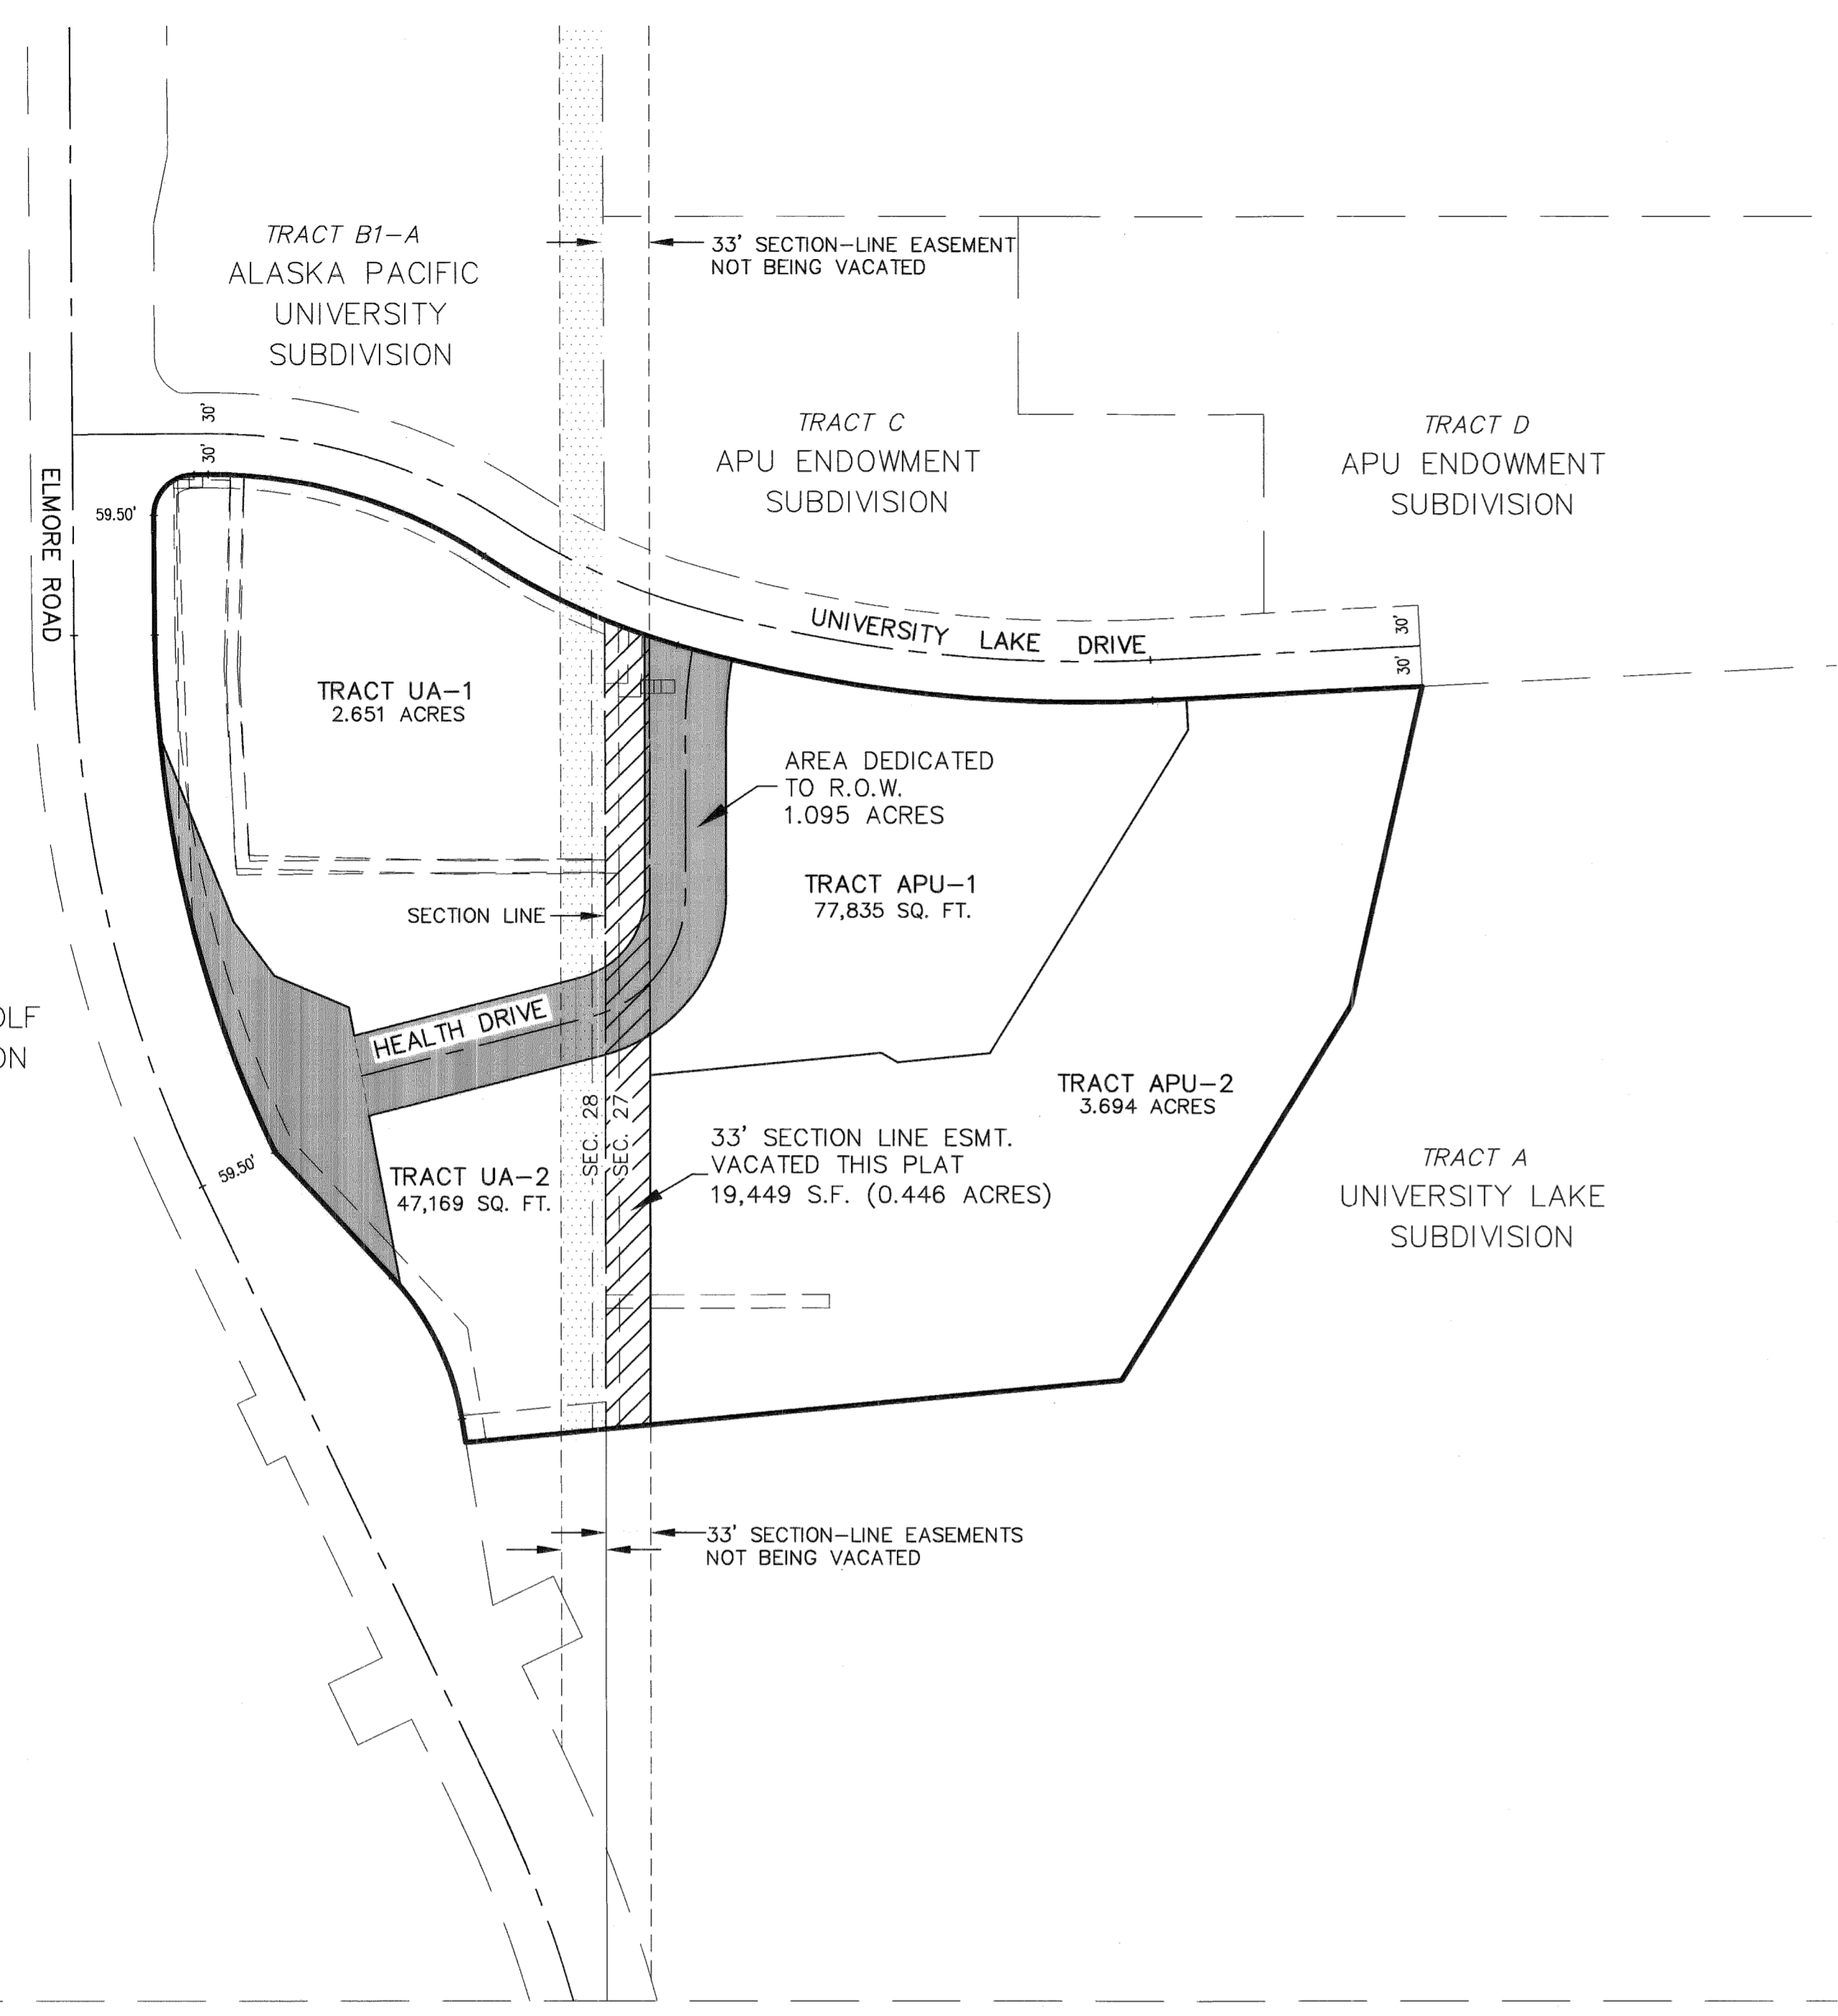 TRACT B1-A
ALASKA PACIFIC
UNIVERSITY
SUBDIVISION
33' SECTION-LINE EASEMENT
NOT BEING VACATED
30'
30'
TRACT C
APU ENDOWMENT
SUBDIVISION
TRACT D
APU ENDOWMENT
SUBDIVISION
ELMORE ROAD
59.50'
UNIVERSITY LAKE DRIVE
30'
30'
TRACT UA-1
2.651 ACRES
AREA DEDICATED
TO R.O.W.
1.095 ACRES
TRACT APU-1
77,835 SQ. FT.
SECTION LINE
OLF
ON
HEALTH DRIVE
TRACT APU-2
3.694 ACRES
SEC. 28
SEC. 27
33' SECTION LINE ESMT.
VACATED THIS PLAT
19,449 S.F. (0.446 ACRES)
59.50'
TRACT UA-2
47,169 SQ. FT.
TRACT A
UNIVERSITY LAKE
SUBDIVISION
33' SECTION-LINE EASEMENTS
NOT BEING VACATED